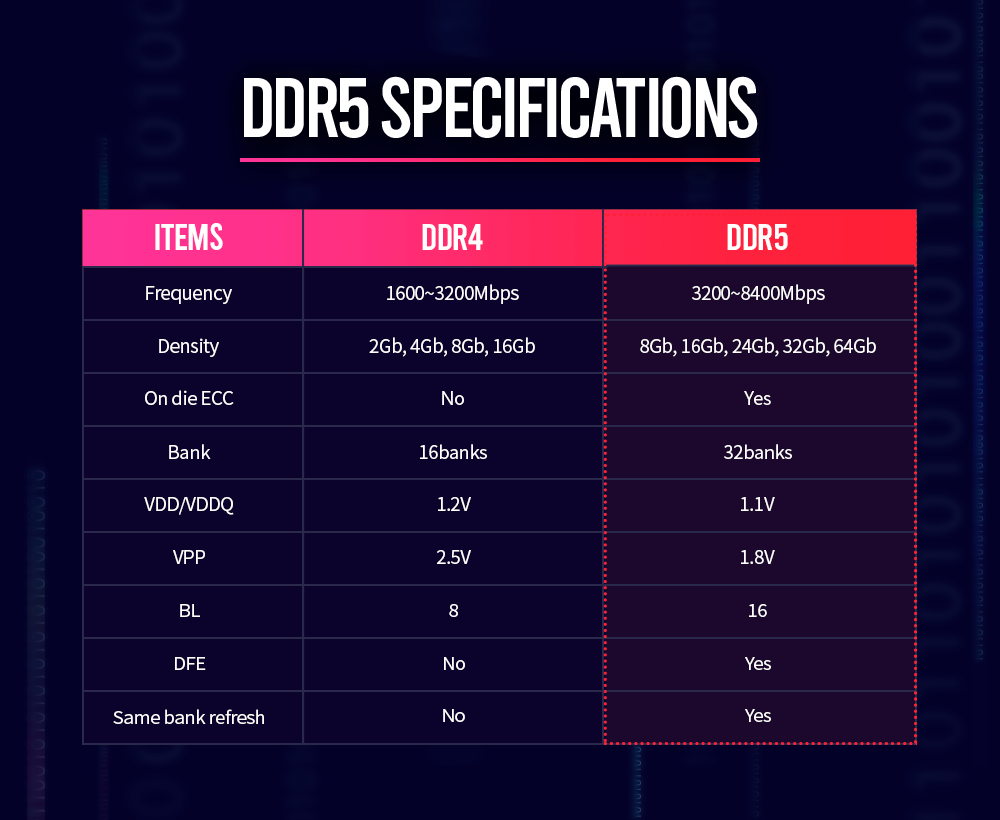 DDR5 SPECIFICATIONS
ITEMS DDR4 DDR5
Frequency 1600~3200Mbps 3200~8400Mbps
Density 2Gb, 4Gb, 8Gb, 16Gb 8Gb, 16Gb, 24Gb, 32Gb, 64Gb
On die ECC No Yes
Bank 16banks 32banks
VDD/VDDQ 1.2V 1.1V
VPP 2.5V 1.8V
BL 8 16
DFE No Yes
Same bank refresh No Yes